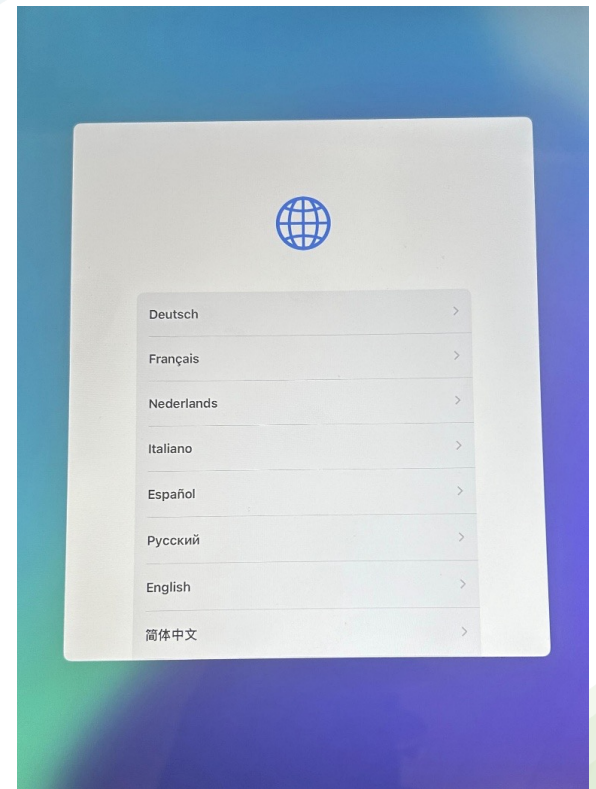 Deutsch
Français
Nederlands
Italiano
Español
Русский
English
简体中文